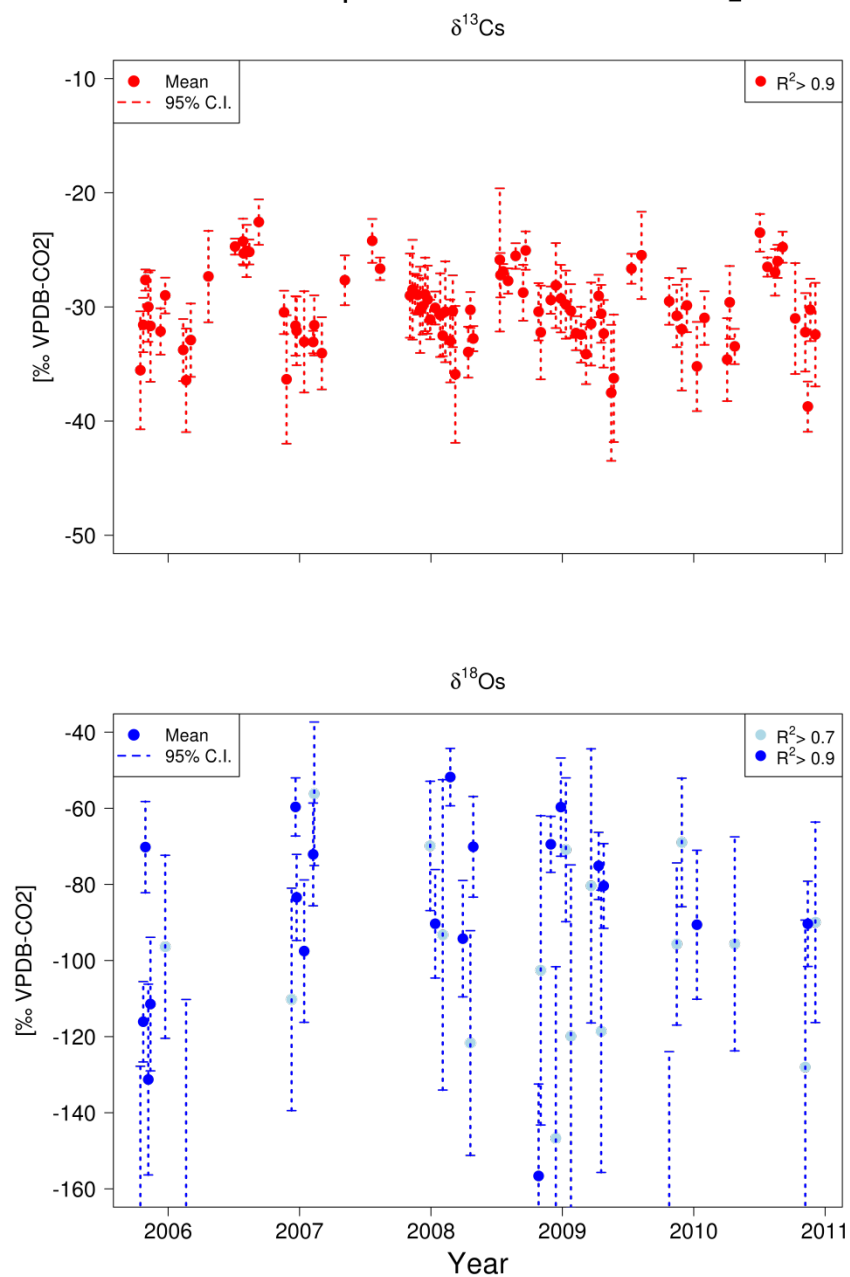 δ¹³Cs
Mean
95% C.I.
R²> 0.9
[‰ VPDB-CO2]
-10
-20
-30
-40
-50
δ¹⁸Os
Mean
95% C.I.
R²> 0.7
R²> 0.9
[‰ VPDB-CO2]
-40
-60
-80
-100
-120
-140
-160
2006 2007 2008 2009 2010 2011
Year